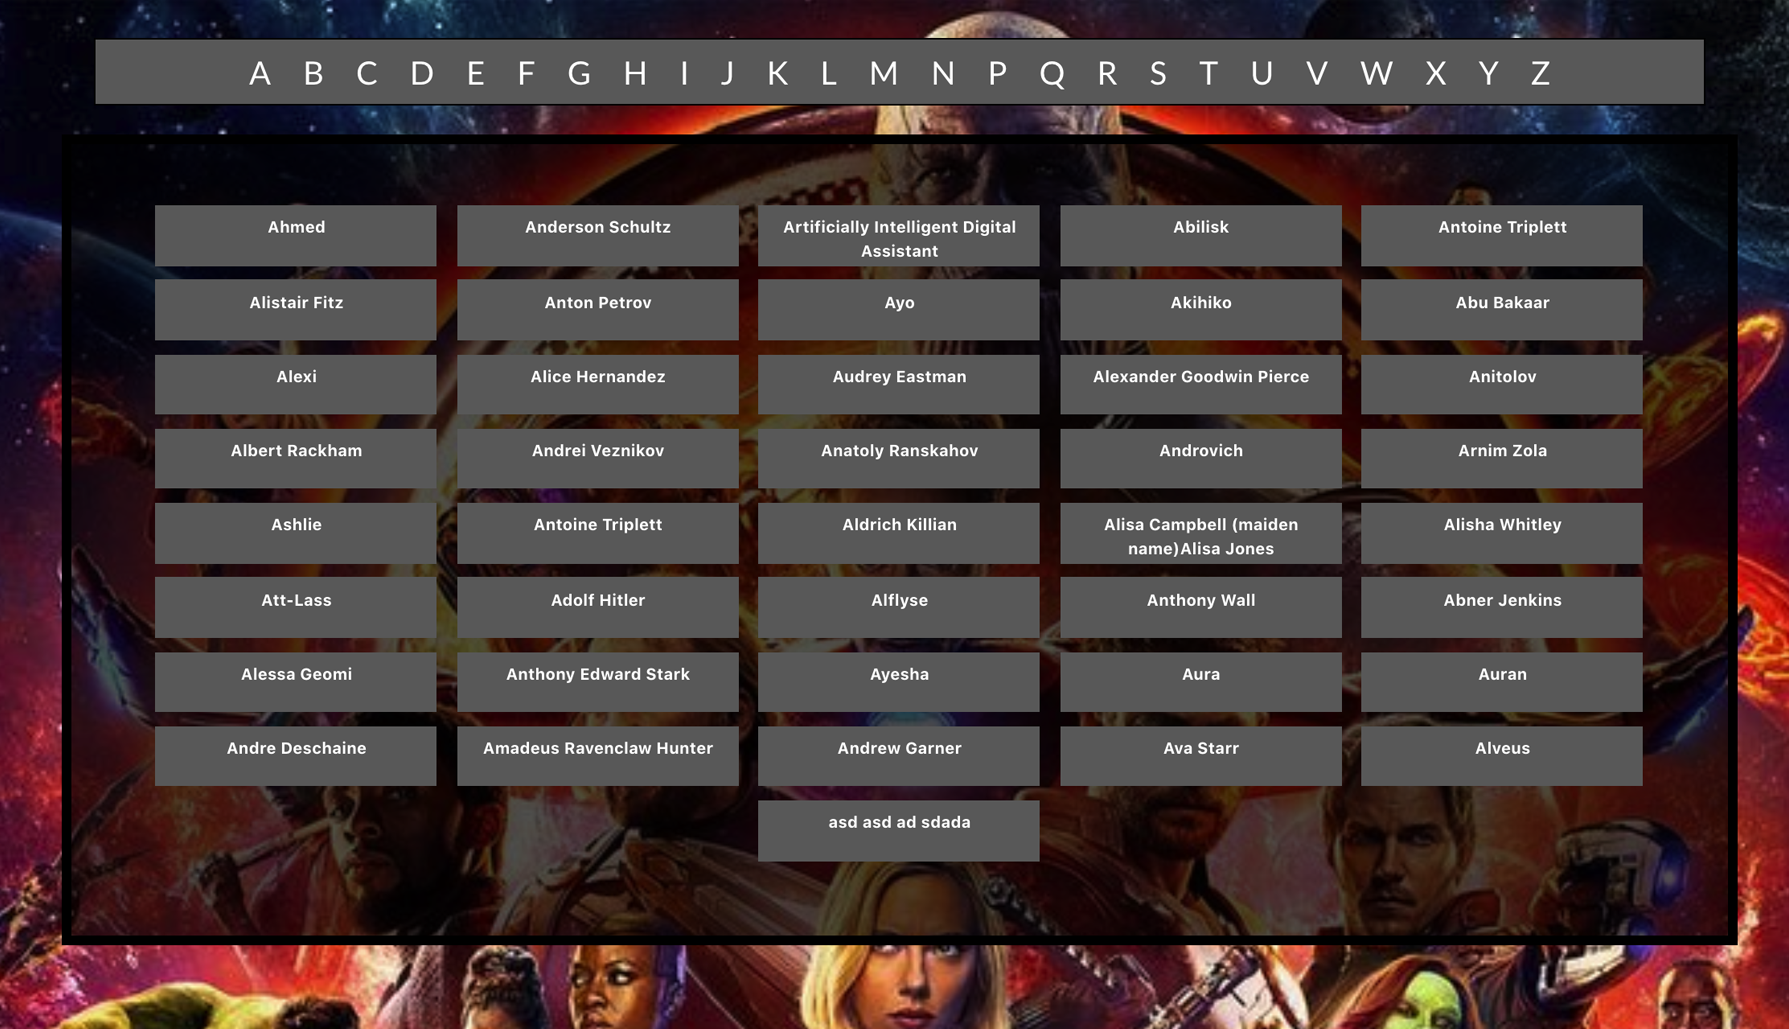 A B C D E F G H I J K L M N P Q R S T U V W X Y Z
Ahmed
Anderson Schultz
Artificially Intelligent Digital
Assistant
Abilisk
Antoine Triplett
Alistair Fitz
Anton Petrov
Ayo
Akihiko
Abu Bakaar
Alexi
Alice Hernandez
Audrey Eastman
Alexander Goodwin Pierce
Anitolov
Albert Rackham
Andrei Veznikov
Anatoly Ranskahov
Androvich
Arnim Zola
Ashlie
Antoine Triplett
Aldrich Killian
Alisa Campbell (maiden
name)Alisa Jones
Alisha Whitley
Att-Lass
Adolf Hitler
Alflyse
Anthony Wall
Abner Jenkins
Alessa Geomi
Anthony Edward Stark
Ayesha
Aura
Auran
Andre Deschaine
Amadeus Ravenclaw Hunter
Andrew Garner
Ava Starr
Alveus
asd asd ad sdada